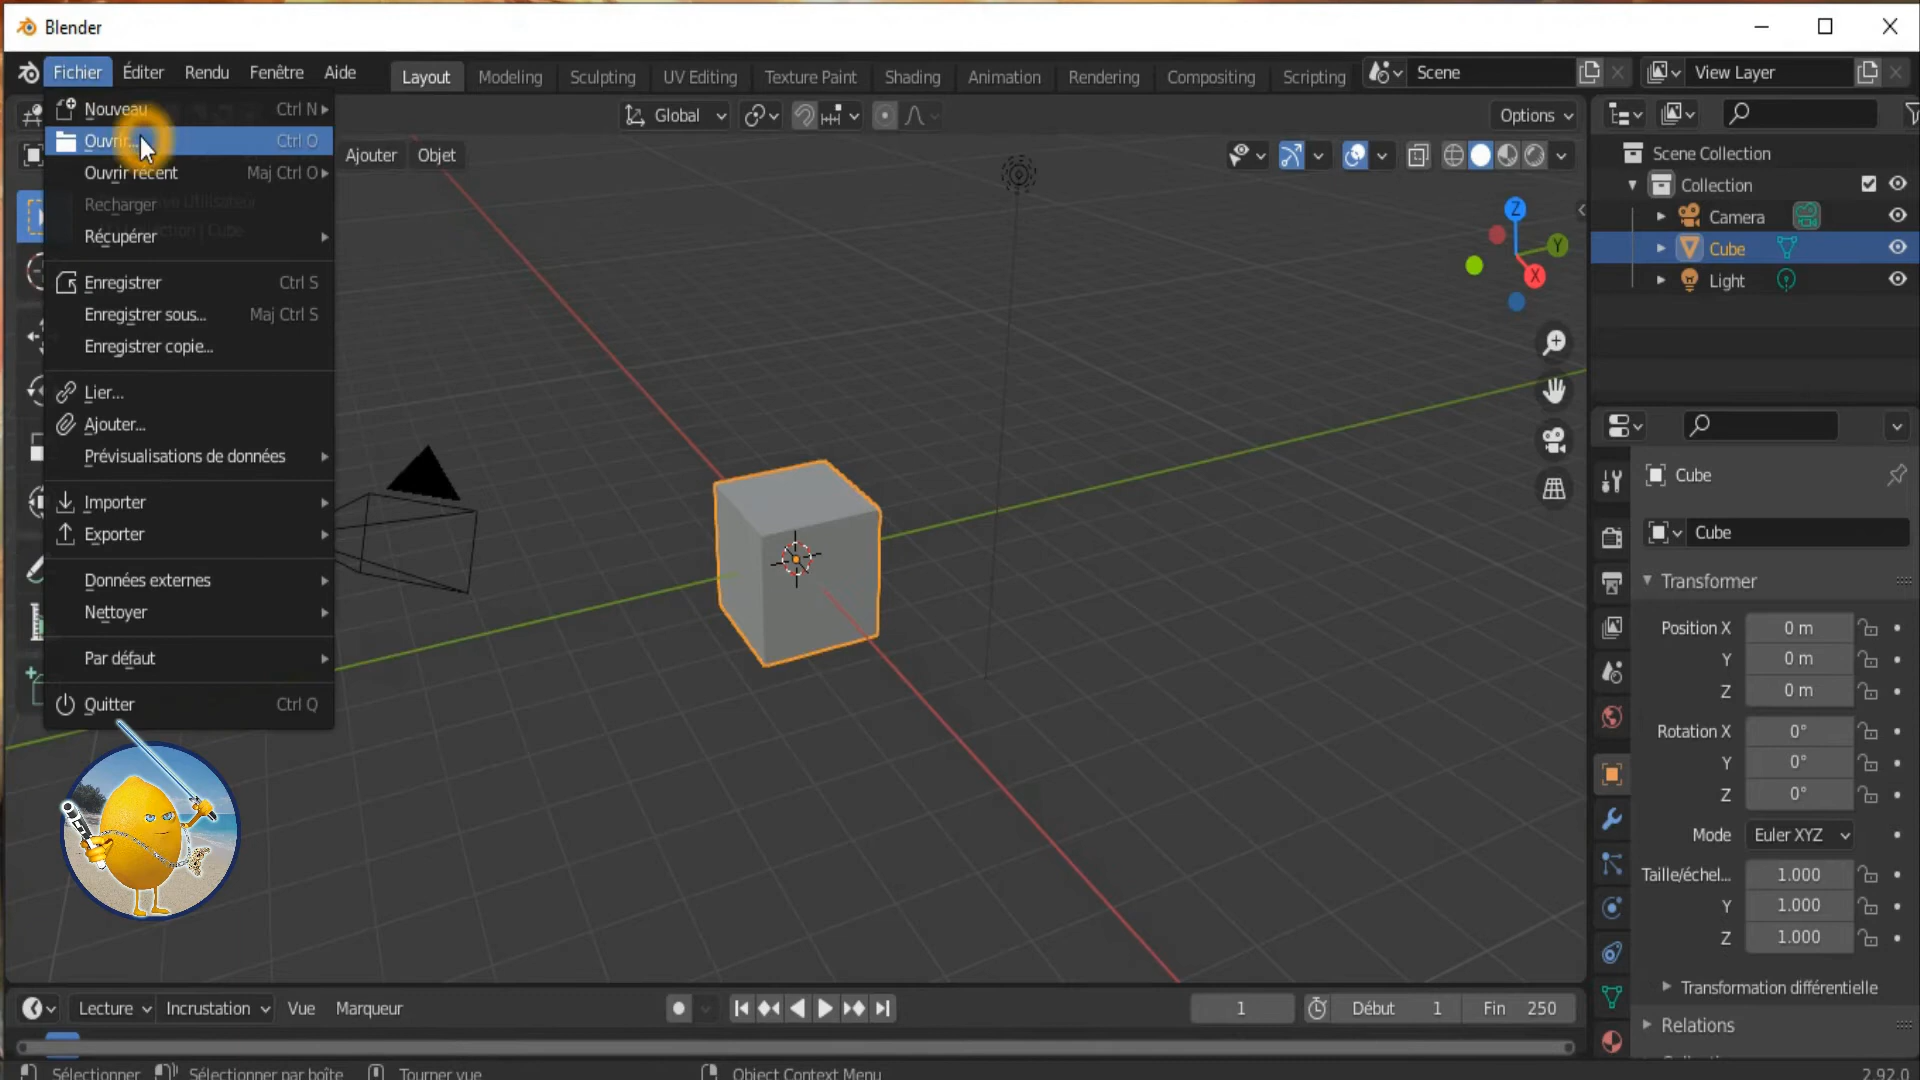 Blender
Fichier Éditer Rendu Fenêtre Aide
Layout Modeling Sculpting UV Editing Texture Paint Shading Animation Rendering Compositing Scripting
Scene
View Layer
Nouveau Ctrl N
Ouvrir... Ctrl O
Ouvrir récent Maj Ctrl O
Recharger
Récupérer
Enregistrer Ctrl S
Enregistrer sous... Maj Ctrl S
Enregistrer copie...
Lier...
Ajouter...
Prévisualisations de données
Importer
Exporter
Données externes
Nettoyer
Par défaut
Quitter Ctrl Q
Global
Options
Ajouter Objet
Z
Y
X
Scene Collection
Collection
Camera
Cube
Light
Cube
Cube
Transformer
Position X 0 m
Y 0 m
Z 0 m
Rotation X 0°
Y 0°
Z 0°
Mode Euler XYZ
Taille/échel... 1.000
Y 1.000
Z 1.000
Transformation différentielle
Relations
Lecture Incrustation Vue Marqueur
1 Début 1 Fin 250
Sélectionner Sélectionner par boîte Tourner vue Object Context Menu 2.92.0